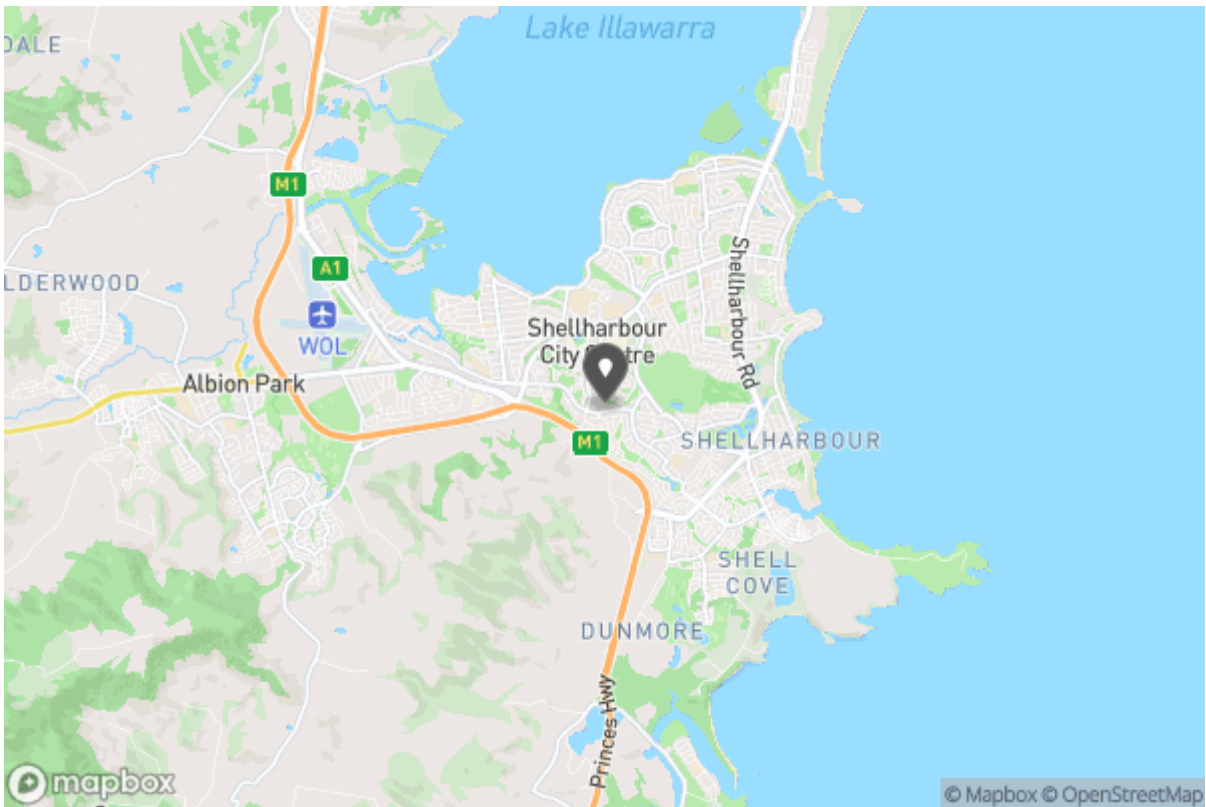 DALE
Lake Illawarra
M1
A1
LDERWOOD
WOL
Shellharbour
City
Albion Park
Shellharbour Rd
M1
SHELLHARBOUR
SHELL
COVE
DUNMORE
Princes Hwy
mapbox
© Mapbox © OpenStreetMap